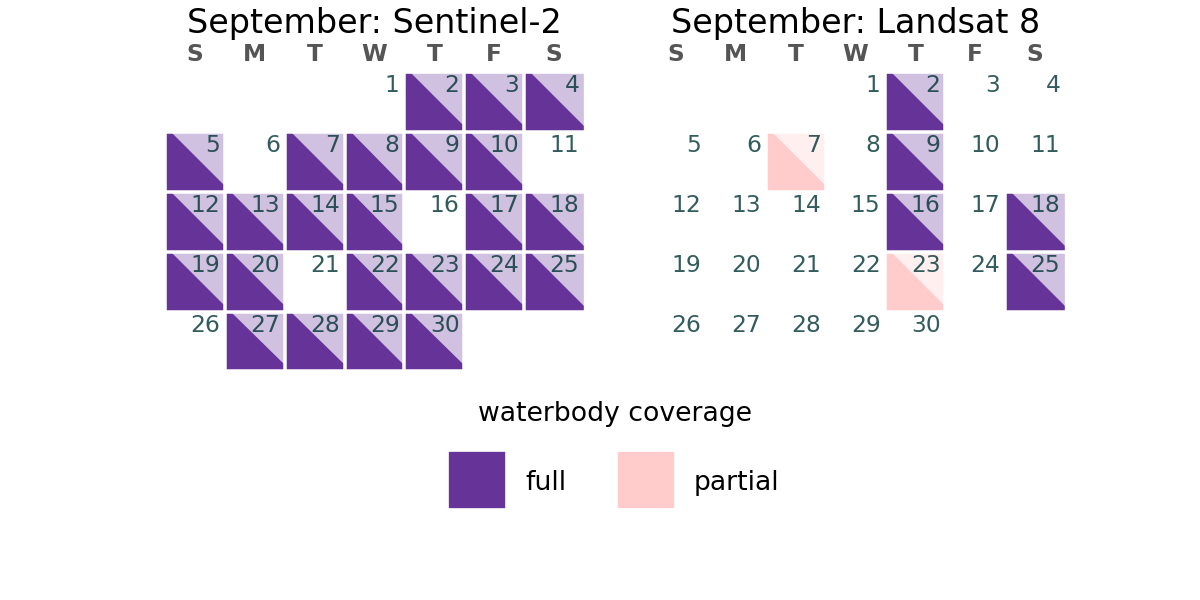 September: Sentinel-2
S M T W T F S
1 2 3 4
5 6 7 8 9 10 11
12 13 14 15 16 17 18
19 20 21 22 23 24 25
26 27 28 29 30
September: Landsat 8
S M T W T F S
1 2 3 4
5 6 7 8 9 10 11
12 13 14 15 16 17 18
19 20 21 22 23 24 25
26 27 28 29 30
waterbody coverage
full partial